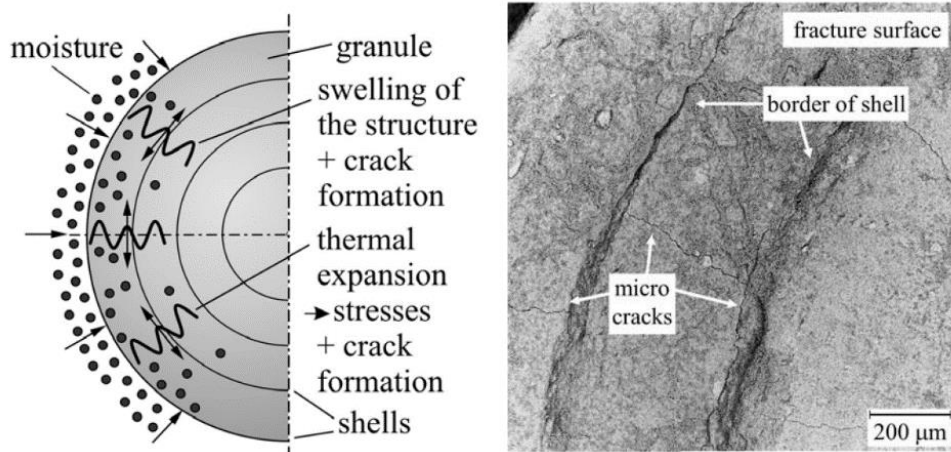 moisture
granule
swelling of
the structure
+ crack
formation
thermal
expansion
→stresses
+ crack
formation
shells
fracture surface
border of shell
micro
cracks
200 µm